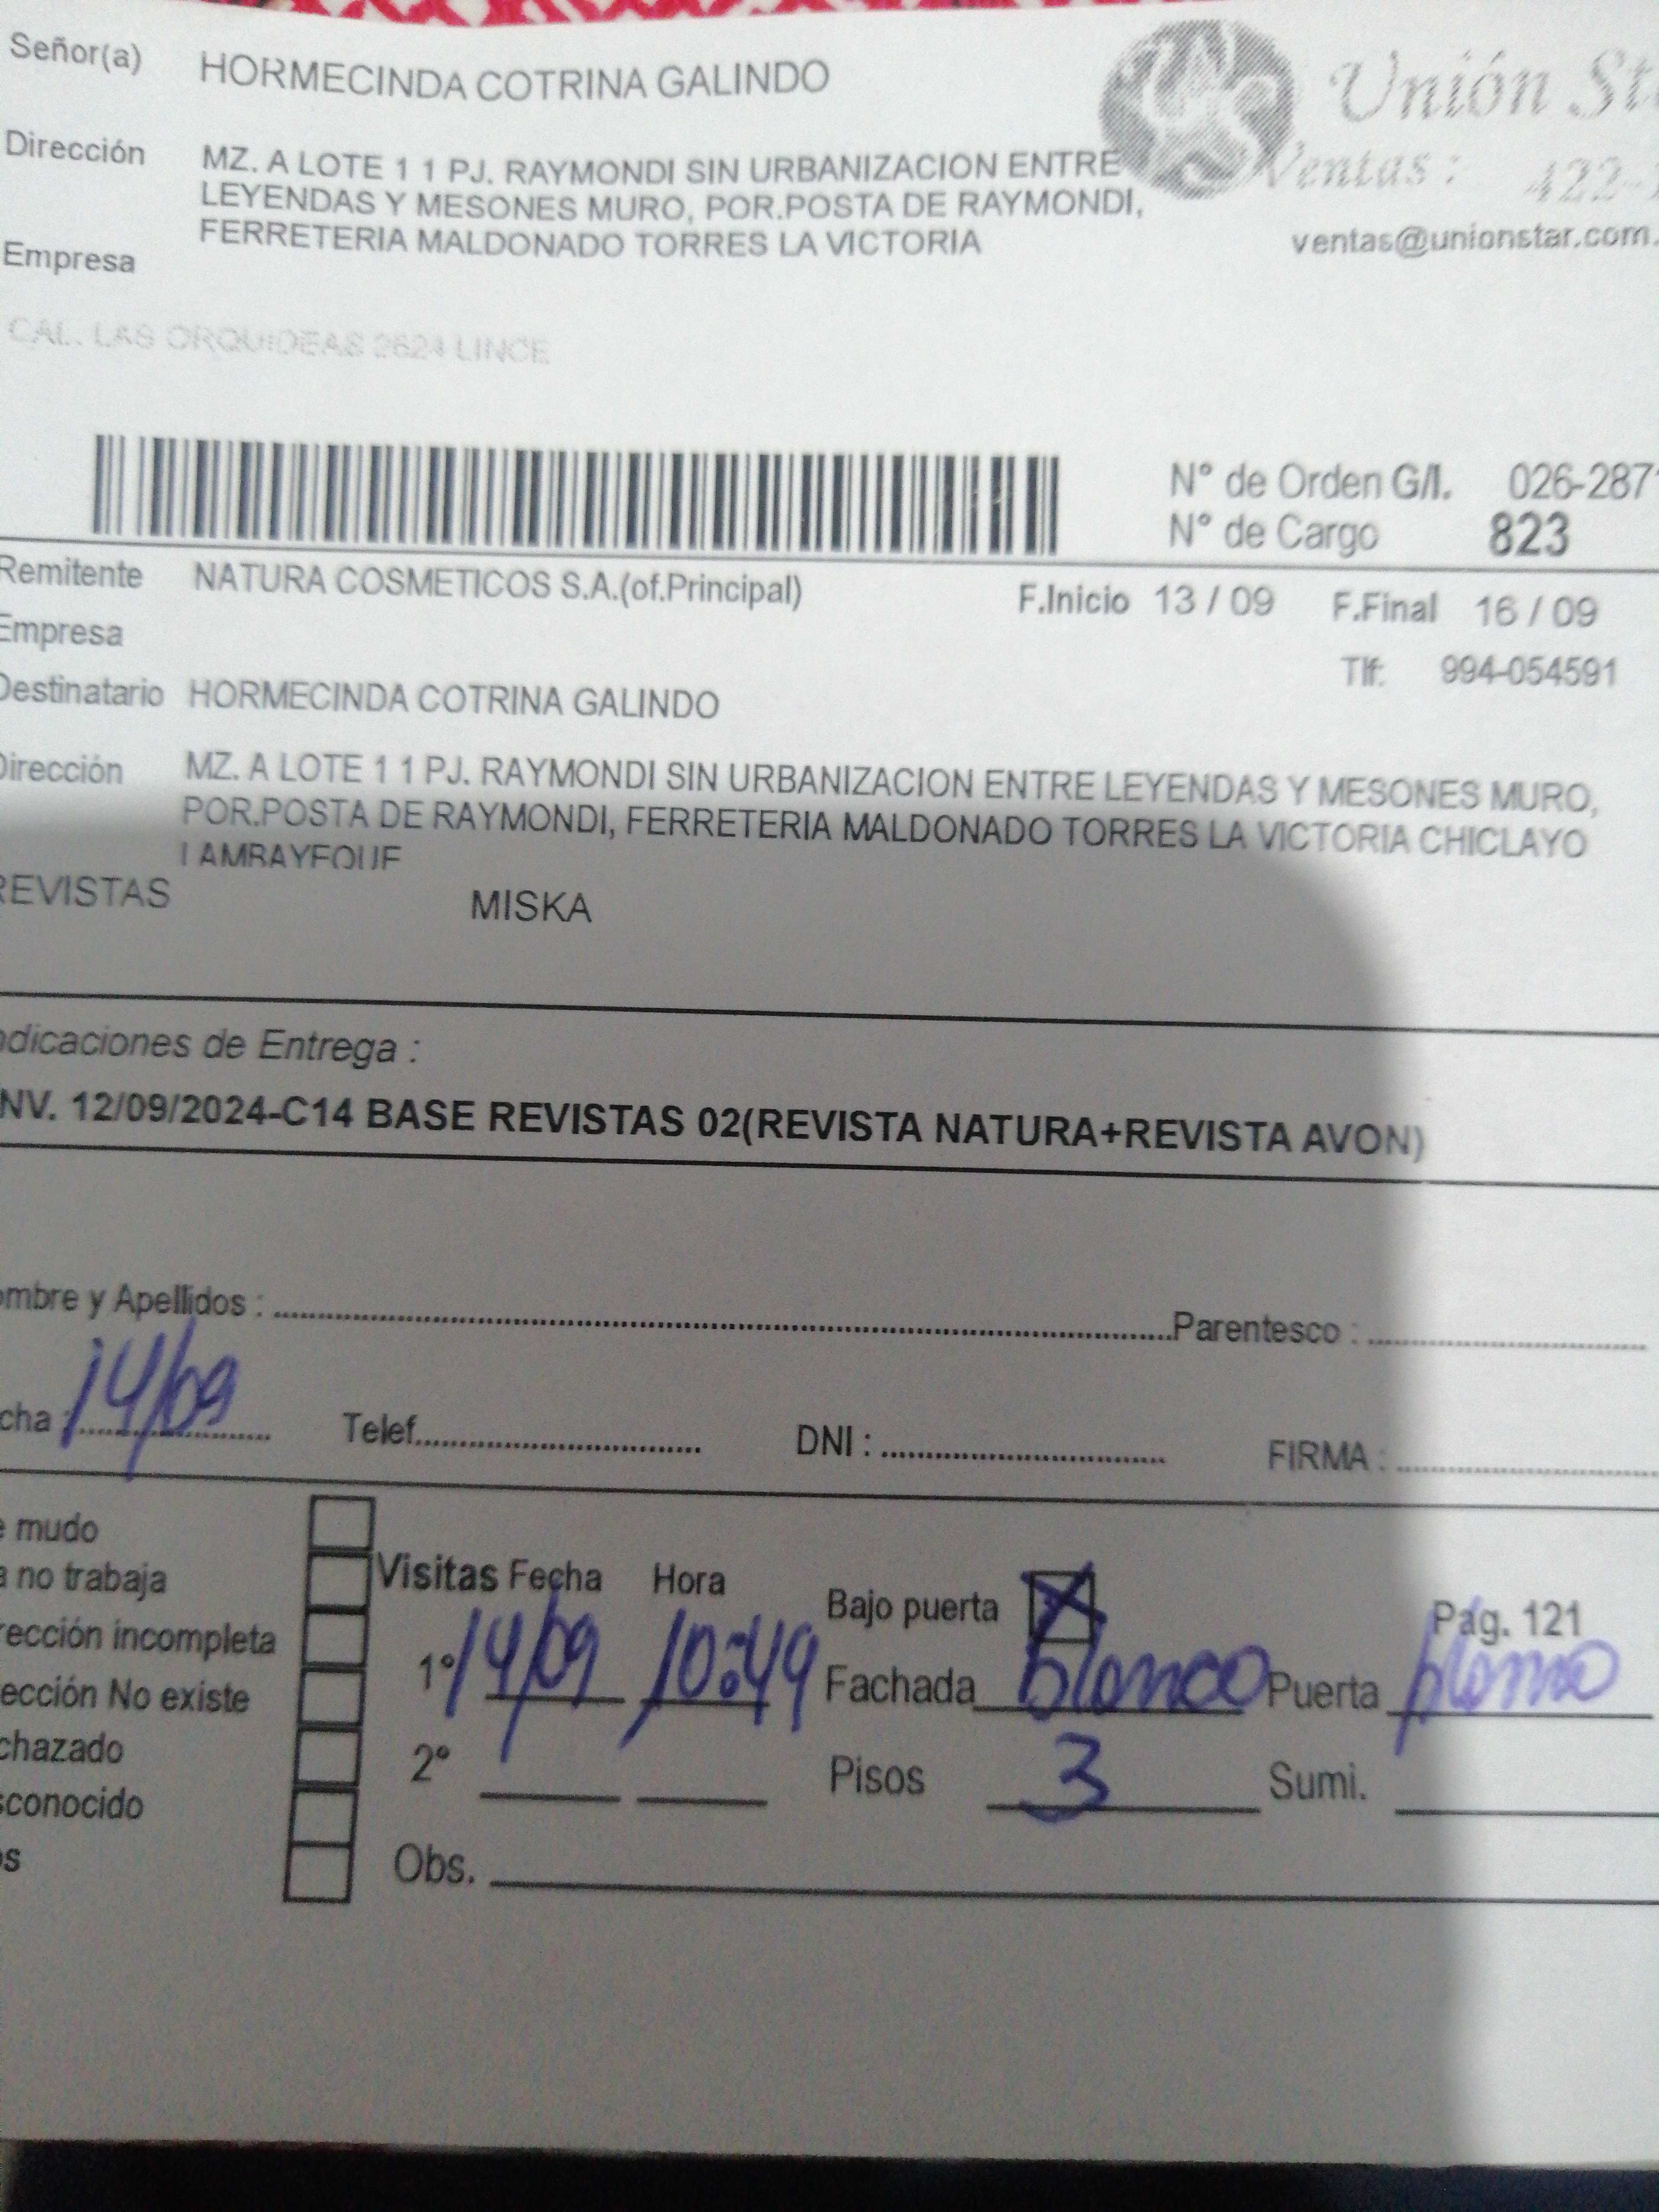 Señor(a) HORMECINDA COTRINA GALINDO
Unión St
Dirección MZ. A LOTE 1 1 PJ. RAYMONDI SIN URBANIZACION ENTRE
LEYENDAS Y MESONES MURO, POR.POSTA DE RAYMONDI,
FERRETERIA MALDONADO TORRES LA VICTORIA
Ventas : 422-
ventas@unionstar.com.
Empresa
CAL. LAS ORQUIDEAS 2624 LINCE
N° de Orden G/I. 026-287
N° de Cargo 823
Remitente NATURA COSMETICOS S.A.(of.Principal) F.Inicio 13 / 09 F.Final 16 / 09
Empresa
Tlf: 994-054591
Destinatario HORMECINDA COTRINA GALINDO
Dirección MZ. A LOTE 1 1 PJ. RAYMONDI SIN URBANIZACION ENTRE LEYENDAS Y MESONES MURO,
POR.POSTA DE RAYMONDI, FERRETERIA MALDONADO TORRES LA VICTORIA CHICLAYO
LAMBAYEQUE
REVISTAS MISKA
ndicaciones de Entrega :
NV. 12/09/2024-C14 BASE REVISTAS 02(REVISTA NATURA+REVISTA AVON)
ombre y Apellidos : Parentesco :
cha : 14/09 Telef. DNI : FIRMA :
e mudo
a no trabaja
Visitas Fecha Hora Bajo puerta X Pág. 121
rección incompleta
1° 14/09 10:49 Fachada blanco Puerta plomo
ección No existe
chazado
2° Pisos 3 Sumi.
sconocido
os
Obs.